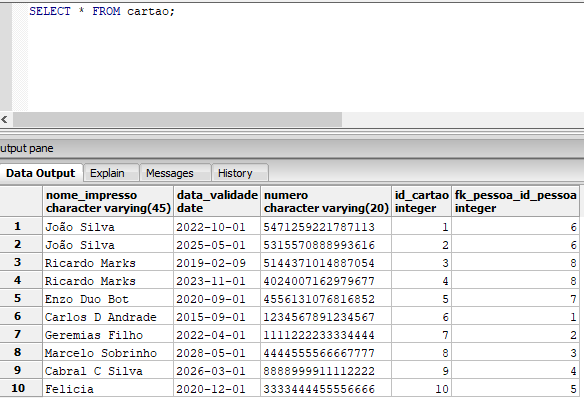 SELECT * FROM cartao;
utput pane
Data Output Explain Messages History
nome_impresso data_validade numero id_cartao fk_pessoa_id_pessoa
character varying(45) date character varying(20) integer integer
1 João Silva 2022-10-01 5471259221787113 1 6
2 João Silva 2025-05-01 5315570888993616 2 6
3 Ricardo Marks 2019-02-09 5144371014887054 3 8
4 Ricardo Marks 2023-11-01 4024007162979677 4 8
5 Enzo Duo Bot 2020-09-01 4556131076816852 5 7
6 Carlos D Andrade 2015-09-01 1234567891234567 6 1
7 Geremias Filho 2022-04-01 1111222233334444 7 2
8 Marcelo Sobrinho 2028-05-01 4444555566667777 8 3
9 Cabral C Silva 2026-03-01 8888999911112222 9 4
10 Felicia 2020-12-01 3333444455556666 10 5